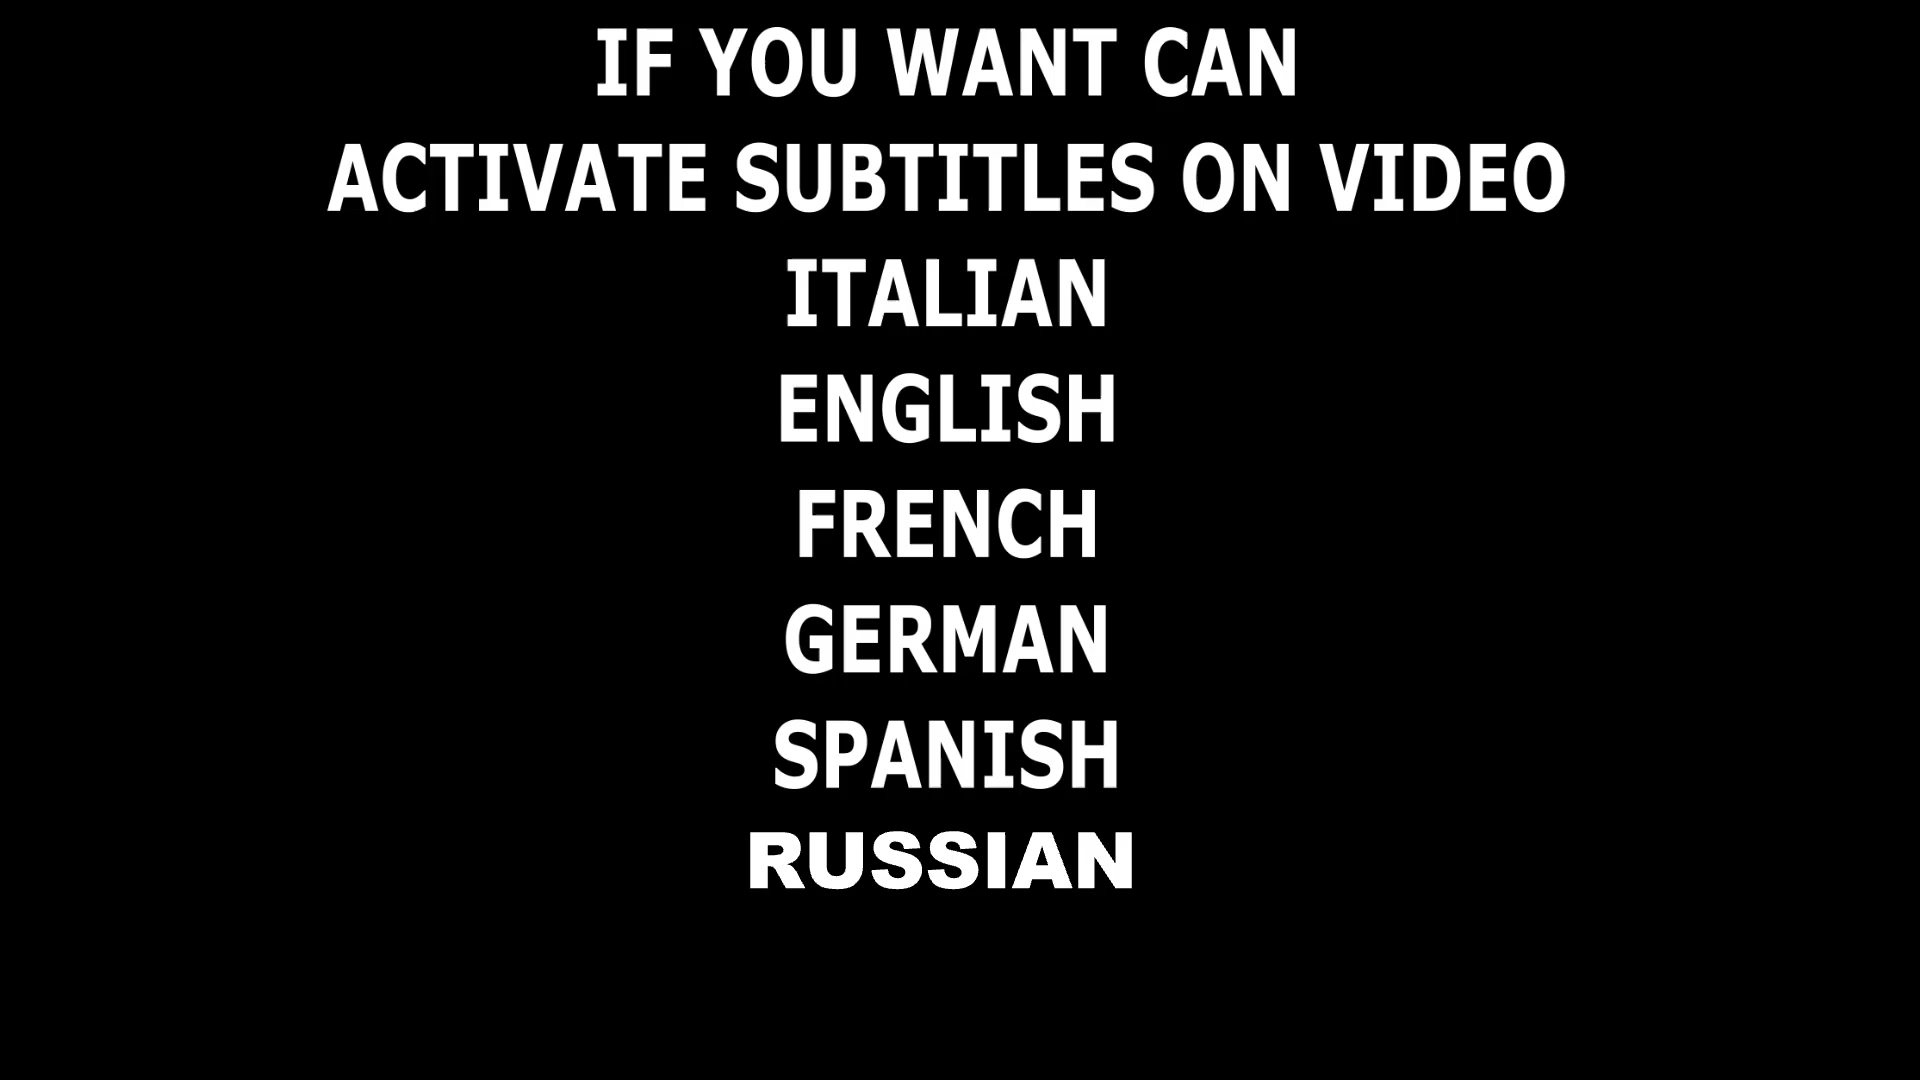 IF YOU WANT CAN
ACTIVATE SUBTITLES ON VIDEO
ITALIAN
ENGLISH
FRENCH
GERMAN
SPANISH
RUSSIAN